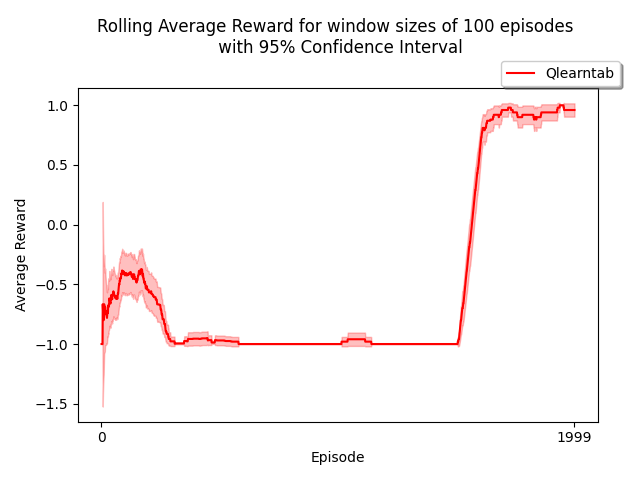 Rolling Average Reward for window sizes of 100 episodes
with 95% Confidence Interval
Qlearntab
1.0
0.5
0.0
−0.5
−1.0
−1.5
Average Reward
0
1999
Episode